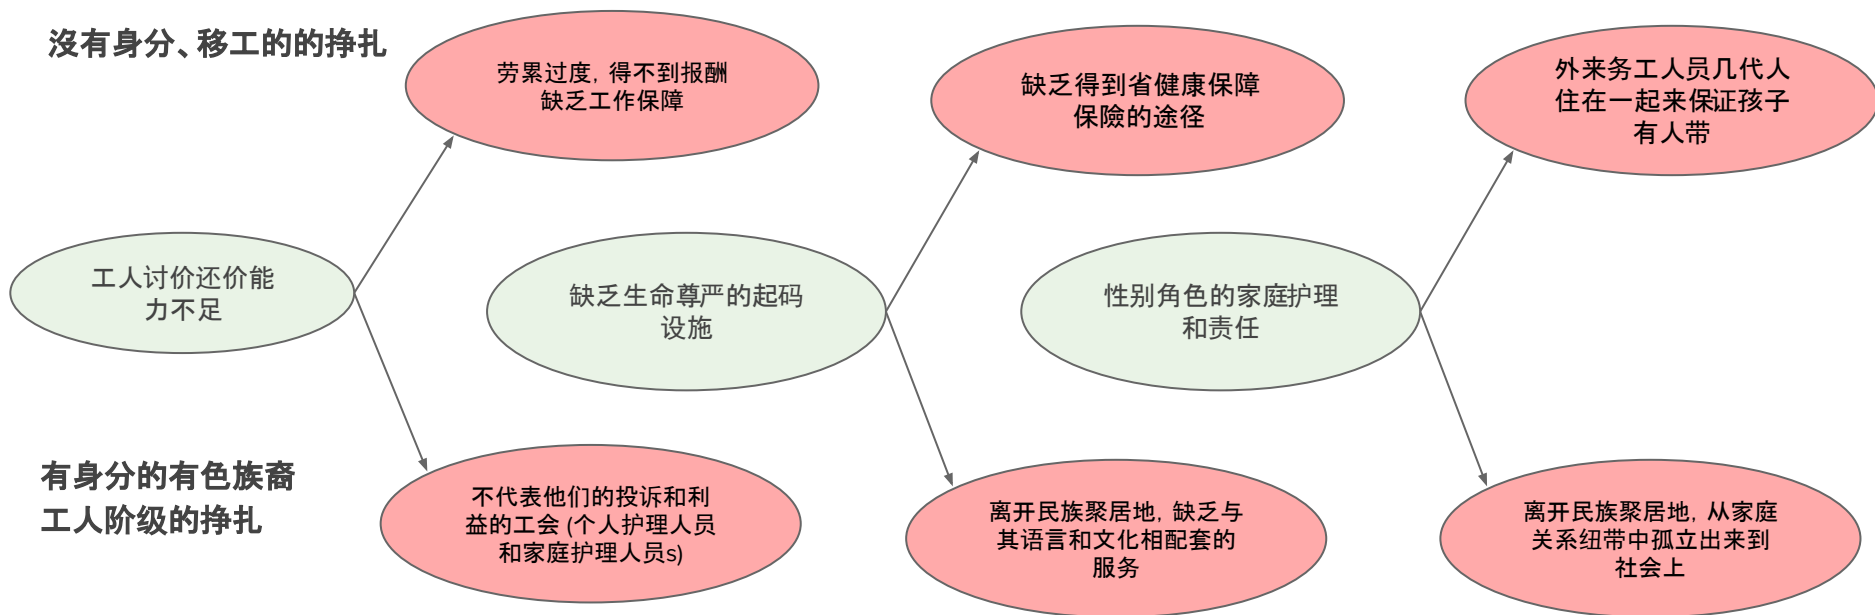 沒有身分、移工的的挣扎
劳累过度, 得不到报酬
缺乏工作保障
缺乏得到省健康保障
保險的途径
外来务工人员几代人
住在一起来保证孩子
有人带
工人讨价还价能
力不足
缺乏生命尊严的起码
设施
性别角色的家庭护理
和责任
有身分的有色族裔
工人阶级的挣扎
不代表他们的投诉和利
益的工会 (个人护理人员
和家庭护理人员s)
离开民族聚居地, 缺乏与
其语言和文化相配套的
服务
离开民族聚居地, 从家庭
关系纽带中孤立出来到
社会上